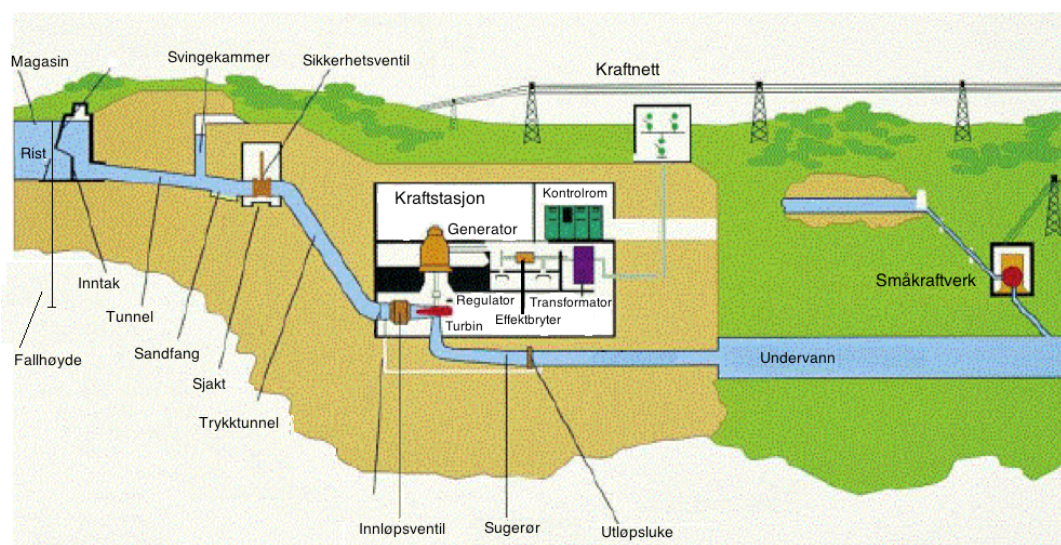 Svingekammer
Magasin
Sikkerhetsventil
Kraftnett
Rist
Kraftstasjon
Kontrolrom
Generator
Inntak
Småkraftverk
Regulator
Transformator
Tunnel
Effektbryter
Turbin
Sandfang
Fallhøyde
Undervann
Sjakt
Trykktunnel
Innløpsventil
Sugerør
Utløpsluke